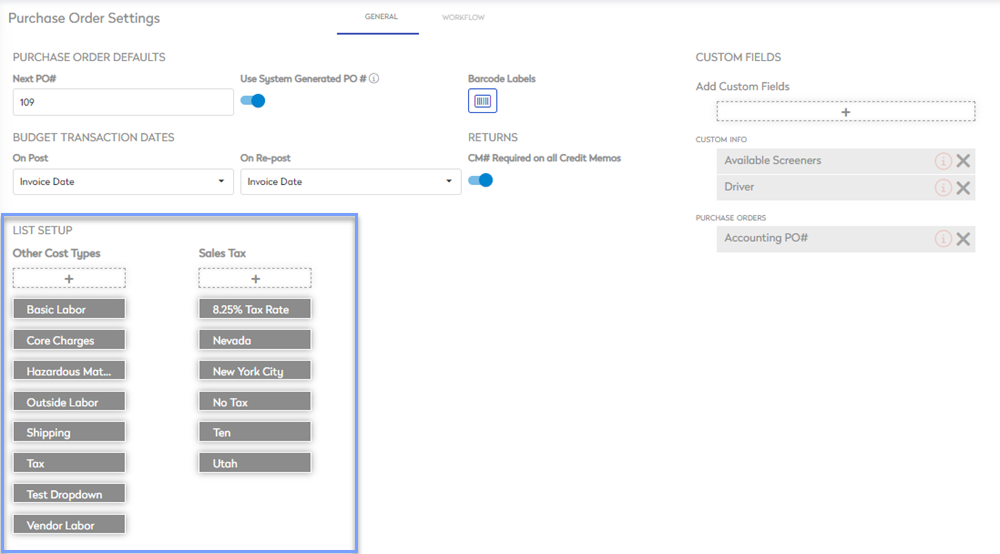 Purchase Order Settings
GENERAL
WORKFLOW
PURCHASE ORDER DEFAULTS
Next PO#
Use System Generated PO #
Barcode Labels
109
BUDGET TRANSACTION DATES
RETURNS
On Post
On Re-post
CM# Required on all Credit Memos
Invoice Date
Invoice Date
LIST SETUP
Other Cost Types
Sales Tax
+
+
Basic Labor
8.25% Tax Rate
Core Charges
Nevada
Hazardous Mat...
New York City
Outside Labor
No Tax
Shipping
Ten
Tax
Utah
Test Dropdown
Vendor Labor
CUSTOM FIELDS
Add Custom Fields
+
CUSTOM INFO
Available Screeners
Driver
PURCHASE ORDERS
Accounting PO#